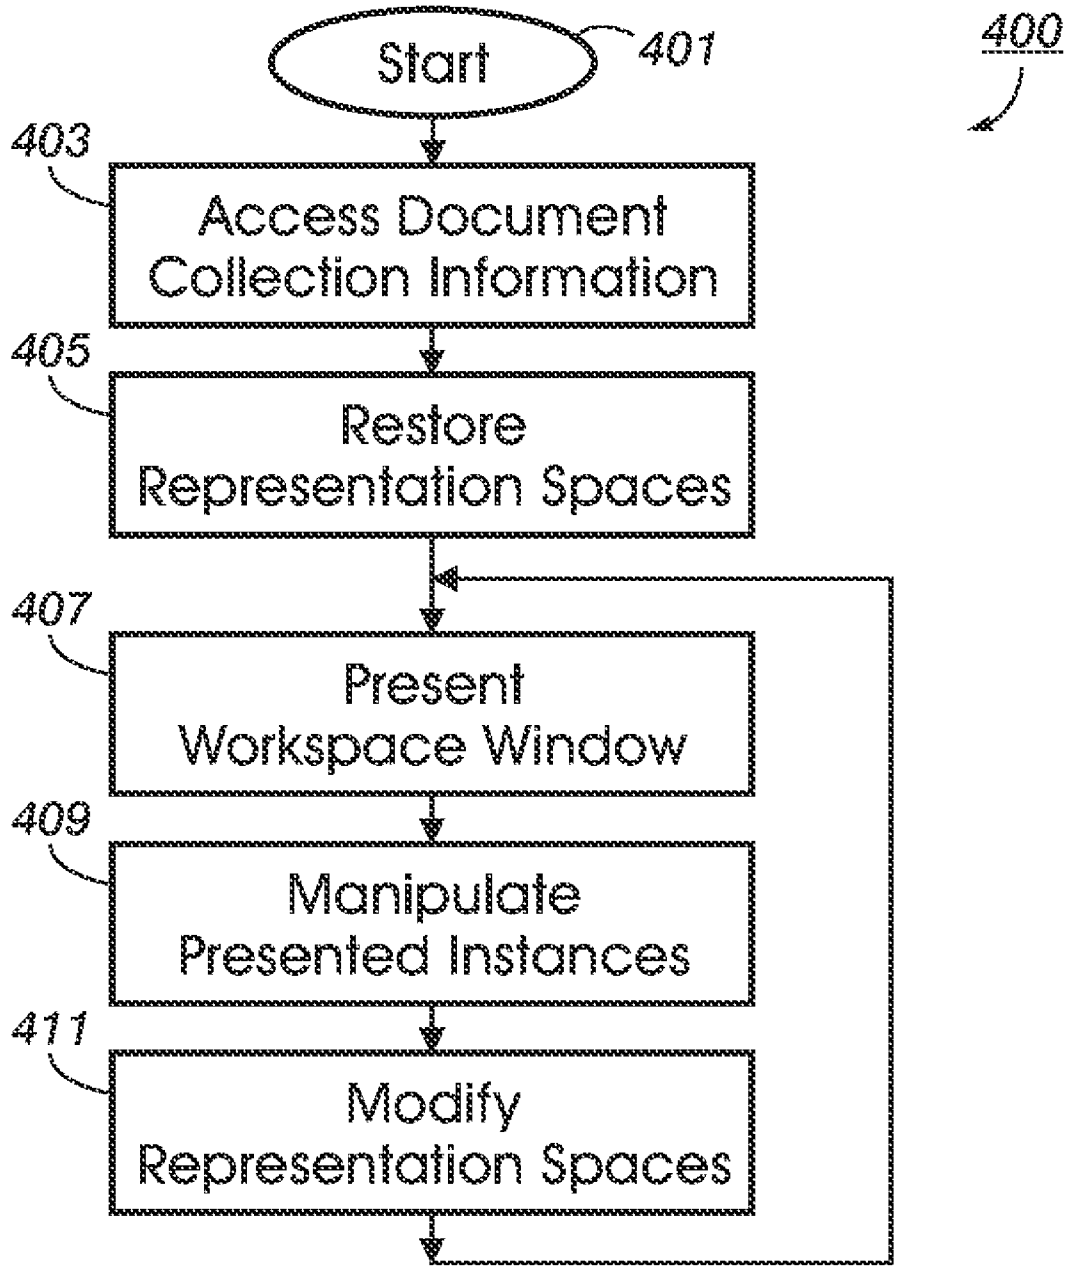 Start
401
400
403
Access Document
Collection Information
405
Restore
Representation Spaces
407
Present
Workspace Window
409
Manipulate
Presented Instances
411
Modify
Representation Spaces